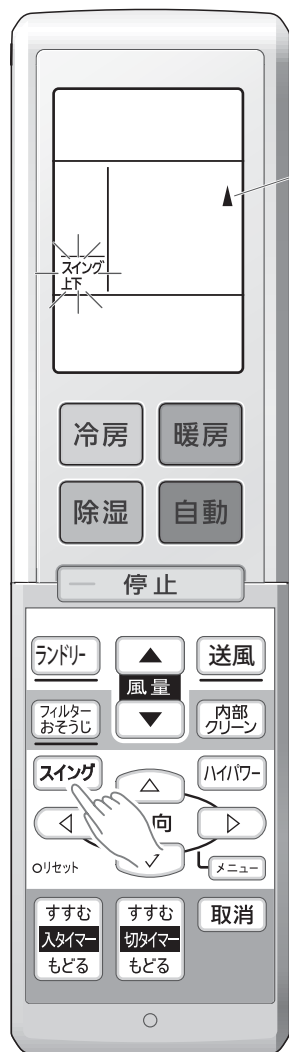 スイング
上下
冷房 暖房
除湿 自動
停止
ランドリー 送風
風量
フィルター
おそうじ
内部
クリーン
スイング ハイパワー
向
リセット メニュー
すすむ すすむ 取消
入タイマー 切タイマー
もどる もどる